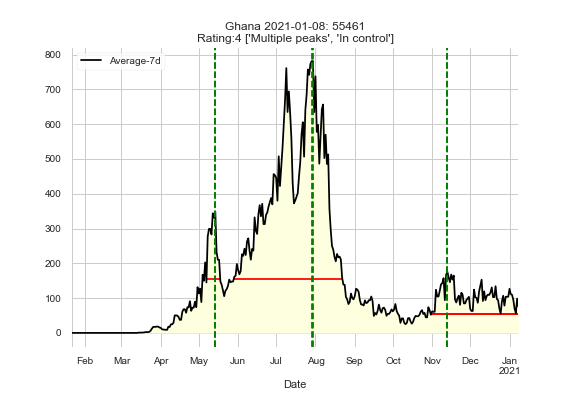 Ghana 2021-01-08: 55461
Rating:4 ['Multiple peaks', 'In control']
Average-7d
800
700
600
500
400
300
200
100
0
Feb Mar Apr May Jun Jul Aug Sep Oct Nov Dec Jan
2021
Date